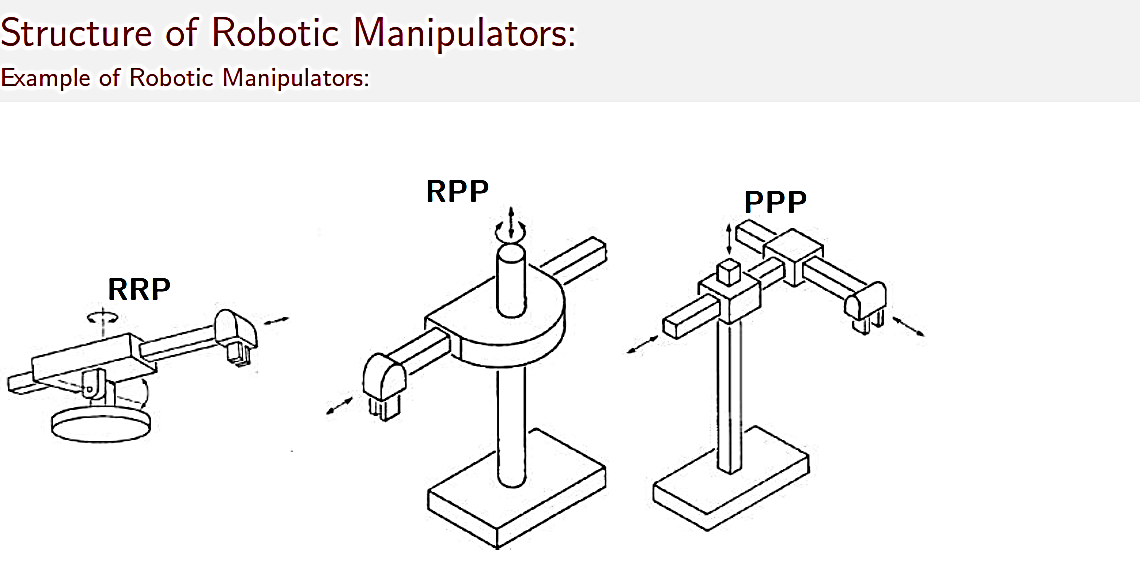 Structure of Robotic Manipulators:
Example of Robotic Manipulators:
RRP
RPP
PPP